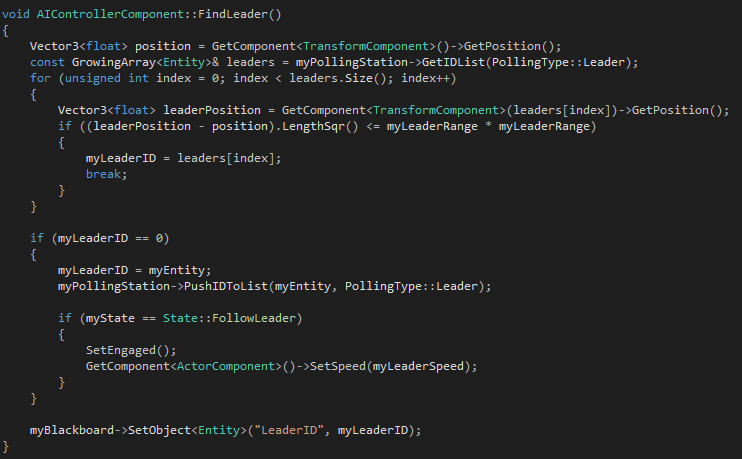 void AIControllerComponent::FindLeader()
{
    Vector3<float> position = GetComponent<TransformComponent>()->GetPosition();
    const GrowingArray<Entity>& leaders = myPollingStation->GetIDList(PollingType::Leader);
    for (unsigned int index = 0; index < leaders.Size(); index++)
    {
        Vector3<float> leaderPosition = GetComponent<TransformComponent>(leaders[index])->GetPosition();
        if ((leaderPosition - position).LengthSqr() <= myLeaderRange * myLeaderRange)
        {
            myLeaderID = leaders[index];
            break;
        }
    }

    if (myLeaderID == 0)
    {
        myLeaderID = myEntity;
        myPollingStation->PushIDToList(myEntity, PollingType::Leader);

        if (myState == State::FollowLeader)
        {
            SetEngaged();
            GetComponent<ActorComponent>()->SetSpeed(myLeaderSpeed);
        }
    }

    myBlackboard->SetObject<Entity>("LeaderID", myLeaderID);
}